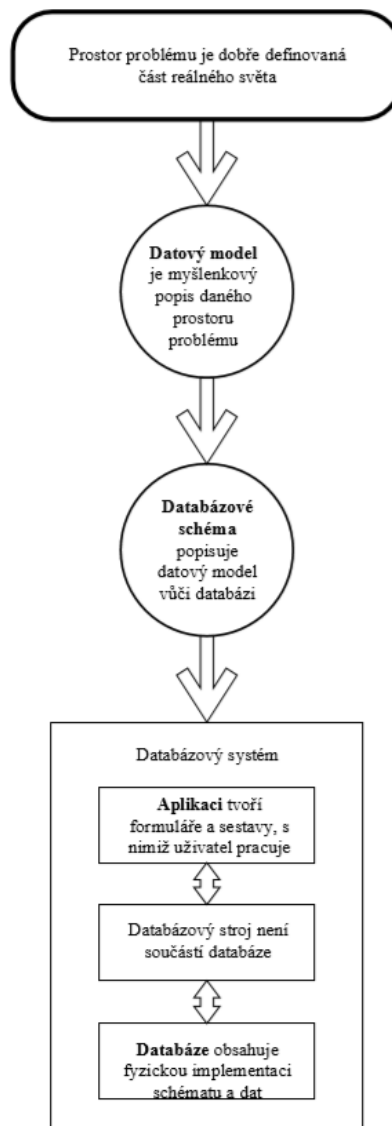 Prostor problému je dobře definovaná
část reálného světa
Datový model
je myšlenkový
popis daného
prostoru
problému
Databázové
schéma
popisuje
datový model
vůči databázi
Databázový systém
Aplikaci tvoří
formuláře a sestavy, s
nimiž uživatel pracuje
Databázový stroj není
součástí databáze
Databáze obsahuje
fyzickou implementaci
schématu a dat